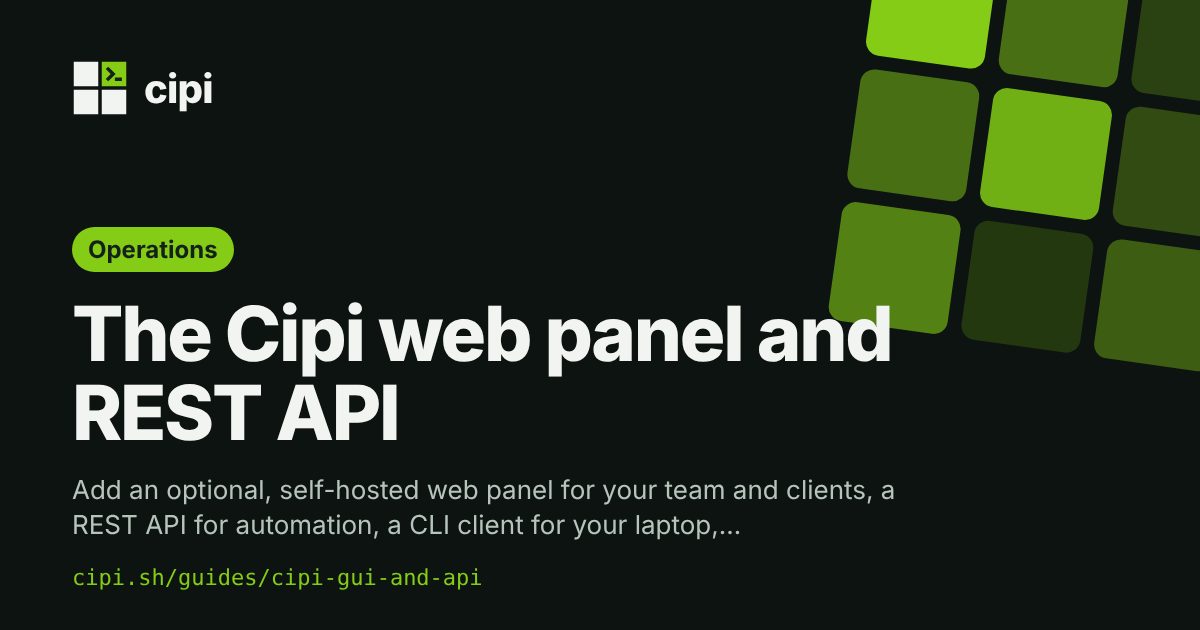 cipi
Operations
The Cipi web panel and
REST API
Add an optional, self-hosted web panel for your team and clients, a
REST API for automation, a CLI client for your laptop,...
cipi.sh/guides/cipi-gui-and-api